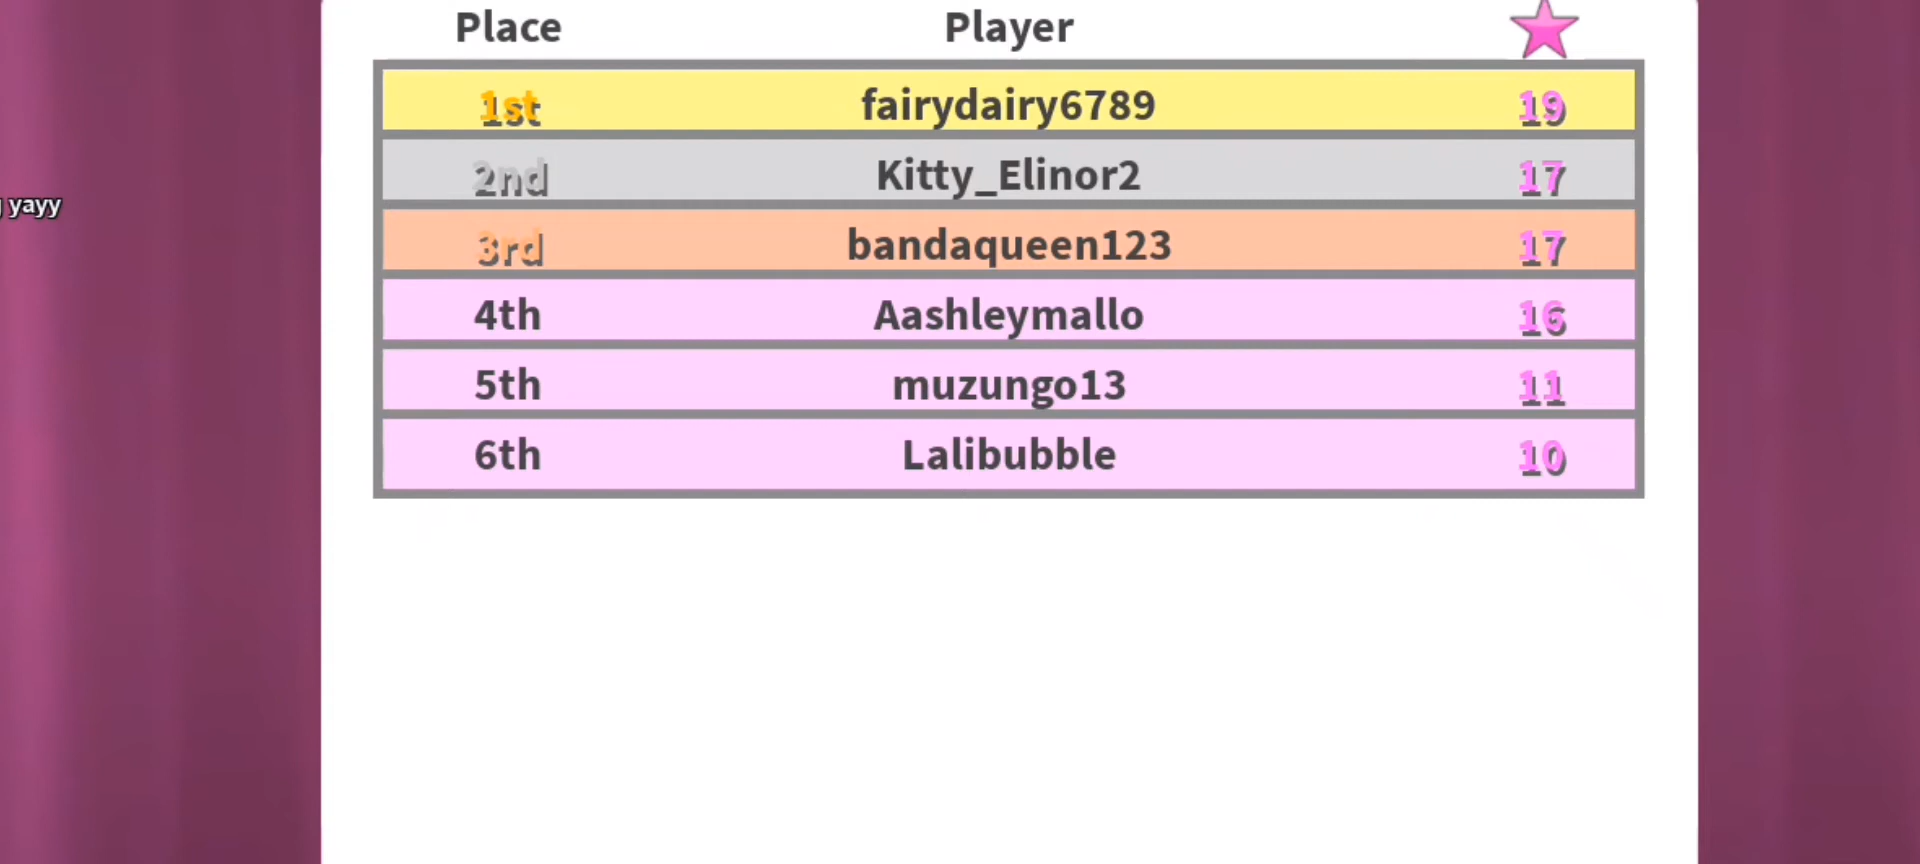 Place Player
1st fairydairy6789 19
2nd Kitty_Elinor2 17
yayy
3rd bandaqueen123 17
4th Aashleymallo 16
5th muzungo13 11
6th Lalibubble 10